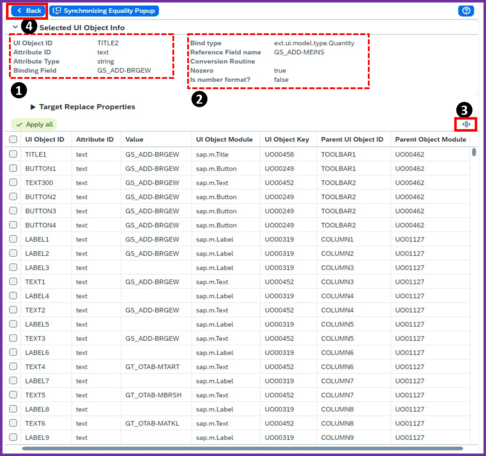 Back Synchronizing Equality Popup ?
4 Selected UI Object Info
UI Object ID TITLE2 Bind type ext.ui.model.type.Quantity
Attribute ID text Reference Field name GS_ADD-MEINS
Attribute Type string Conversion Routine
Binding Field GS_ADD-BRGEW Nozero true
Is number format? false
1 2
Target Replace Properties 3
Apply all
UI Object ID Attribute ID Value UI Object Module UI Object Key Parent UI Object ID Parent Object Module
TITLE1 text GS_ADD-BRGEW sap.m.Title UO00458 TOOLBAR1 UO00462
BUTTON1 text GS_ADD-BRGEW sap.m.Button UO00249 TOOLBAR1 UO00462
TEXT300 text GS_ADD-BRGEW sap.m.Text UO00452 TOOLBAR2 UO00462
BUTTON2 text GS_ADD-BRGEW sap.m.Button UO00249 TOOLBAR2 UO00462
BUTTON3 text GS_ADD-BRGEW sap.m.Button UO00249 TOOLBAR2 UO00462
BUTTON4 text GS_ADD-BRGEW sap.m.Button UO00249 TOOLBAR2 UO00462
LABEL1 text GS_ADD-BRGEW sap.m.Label UO00319 COLUMN1 UO01127
LABEL2 text sap.m.Label UO00319 COLUMN2 UO01127
LABEL3 text sap.m.Label UO00319 COLUMN3 UO01127
TEXT1 text GS_ADD-BRGEW sap.m.Text UO00452 COLUMN3 UO01127
LABEL4 text sap.m.Label UO00319 COLUMN4 UO01127
TEXT2 text GS_ADD-BRGEW sap.m.Text UO00452 COLUMN4 UO01127
LABEL5 text sap.m.Label UO00319 COLUMN5 UO01127
TEXT3 text GS_ADD-BRGEW sap.m.Text UO00452 COLUMN5 UO01127
LABEL6 text sap.m.Label UO00319 COLUMN6 UO01127
TEXT4 text GT_OTAB-MTART sap.m.Text UO00452 COLUMN6 UO01127
LABEL7 text sap.m.Label UO00319 COLUMN7 UO01127
TEXT5 text GT_OTAB-MBRSH sap.m.Text UO00452 COLUMN7 UO01127
LABEL8 text sap.m.Label UO00319 COLUMN8 UO01127
TEXT6 text GT_OTAB-MATKL sap.m.Text UO00452 COLUMN8 UO01127
LABEL9 text sap.m.Label UO00319 COLUMN9 UO01127